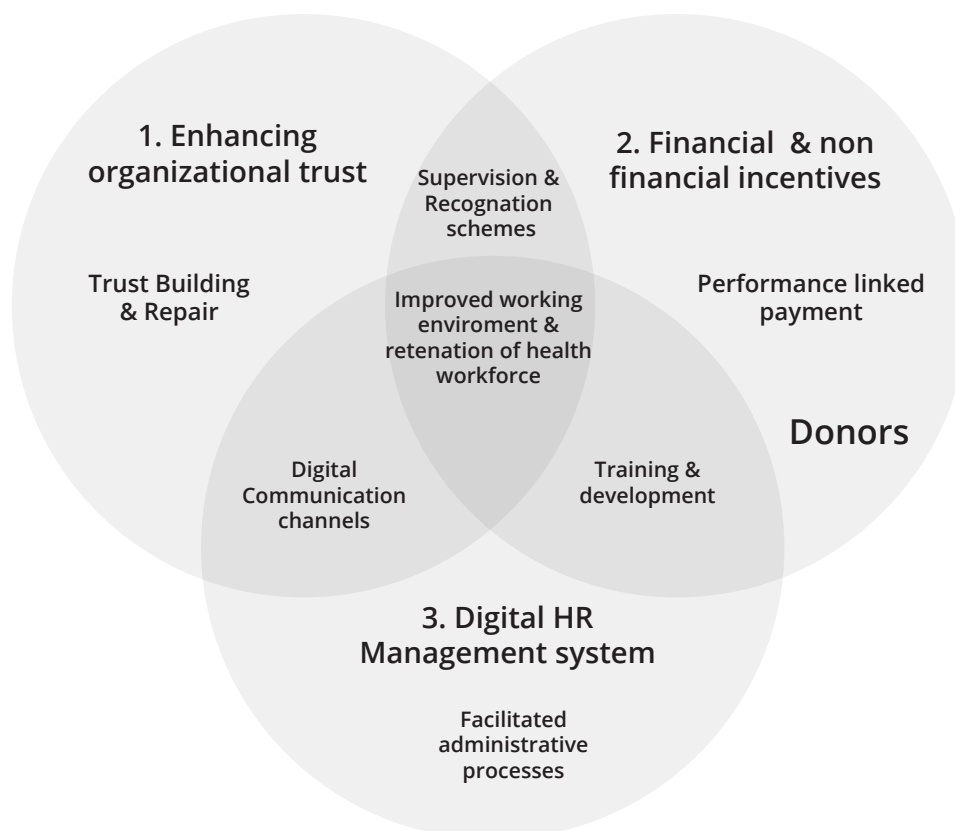 1. Enhancing
organizational trust
2. Financial & non
financial incentives
Supervision &
Recognation
schemes
Trust Building
& Repair
Performance linked
payment
Improved working
enviroment &
retenation of health
workforce
Donors
Digital
Communication
channels
Training &
development
3. Digital HR
Management system
Facilitated
administrative
processes